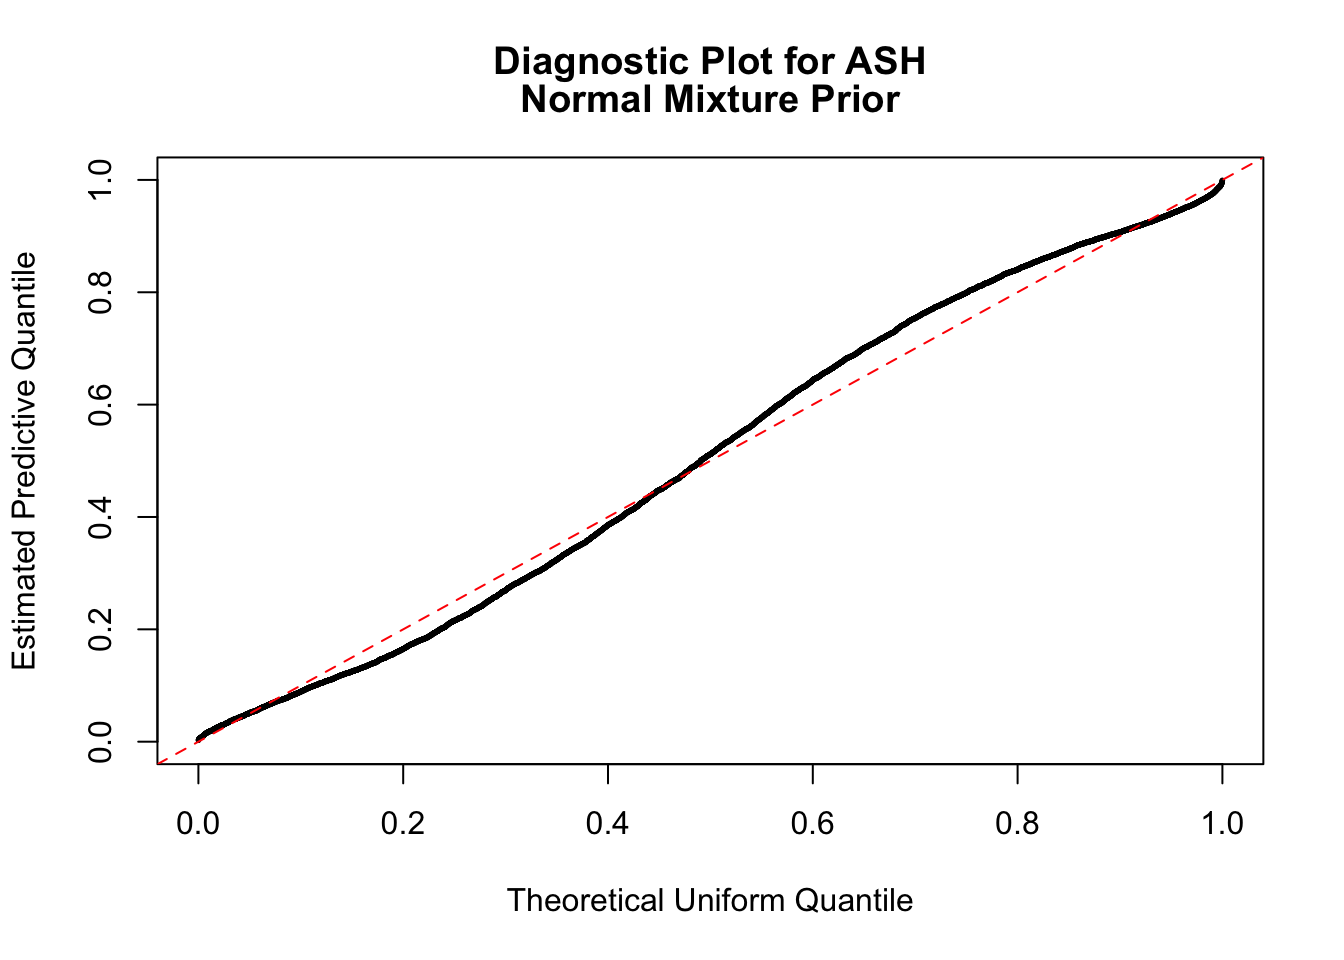 Diagnostic Plot for ASH
Normal Mixture Prior
Estimated Predictive Quantile
1.0
0.8
0.6
0.4
0.2
0.0
0.0 0.2 0.4 0.6 0.8 1.0
Theoretical Uniform Quantile